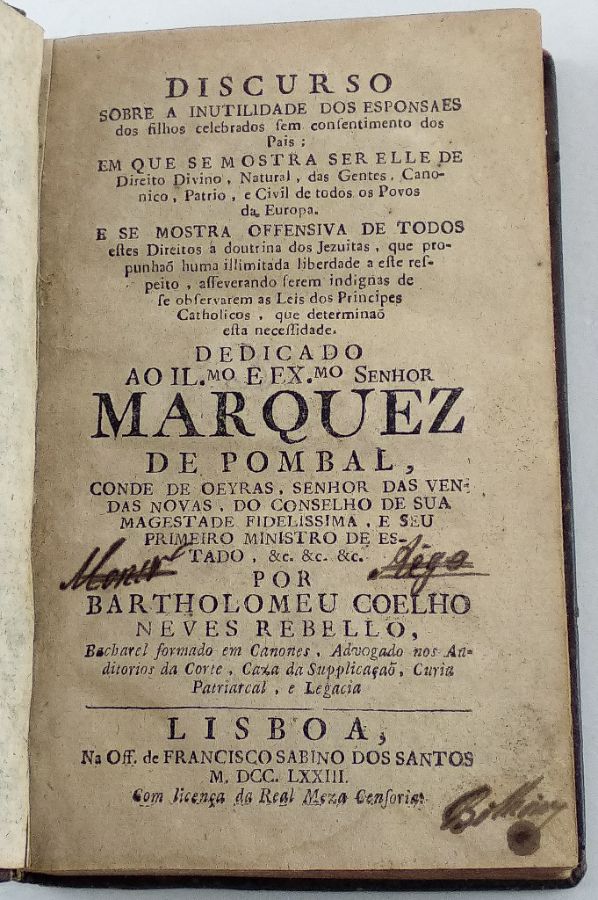 DISCURSO
SOBRE A INUTILIDADE DOS ESPONSAES
dos filhos celebrados ſem conſentimento dos
Pais ;
EM QUE SE MOSTRA SER ELLE DE
Direito Divino , Natural , das Gentes , Cano-
nico , Patrio , e Civil de todos os Povos
da Europa.
E SE MOSTRA OFFENSIVA DE TODOS
eſtes Direitos a doutrina dos Jezuitas , que pro-
punhaõ huma illimitada liberdade a eſte reſ-
peito , aſſeverando ſerem indignas de
ſe obſervarem as Leis dos Principes
Catholicos , que determinaõ
eſta neceſſidade.
DEDICADO
AO IL.MO E EX.MO SENHOR
MARQUEZ
DE POMBAL,
CONDE DE OEYRAS, SENHOR DAS VEN-
DAS NOVAS, DO CONSELHO DE SUA
MAGESTADE FIDELISSIMA, E SEU
PRIMEIRO MINISTRO DE ES-
TADO, &c. &c. &c.
POR
BARTHOLOMEU COELHO
NEVES REBELLO,
Bacharel formado em Canones , Advogado nos Au-
ditorios da Corte , Caza da Supplicaçaõ, Curia
Patriarcal , e Legacia
LISBOA,
Na Off. de FRANCISCO SABINO DOS SANTOS
M. DCC. LXXIII.
Com licença da Real Meza Cenſoria.